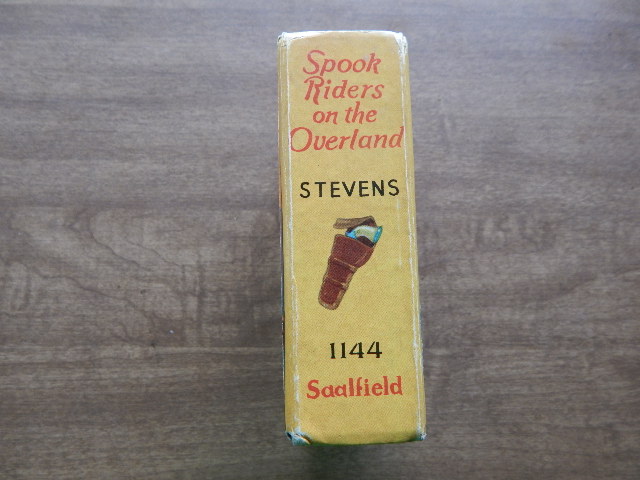 Spook
Riders
on the
Overland
STEVENS
1144
Saalfield